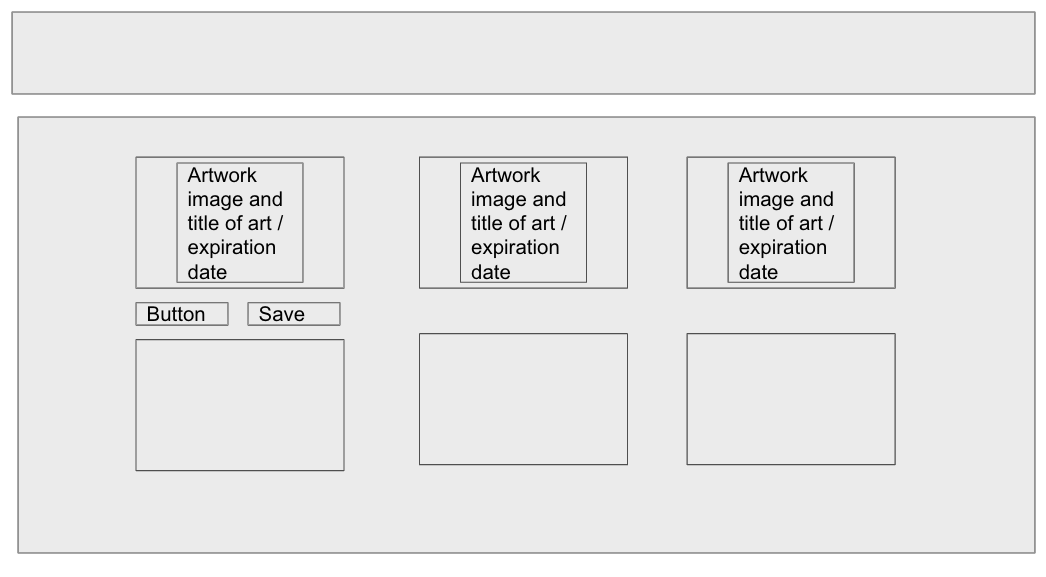 Artwork
image and
title of art /
expiration
date
Artwork
image and
title of art /
expiration
date
Artwork
image and
title of art /
expiration
date
Button
Save